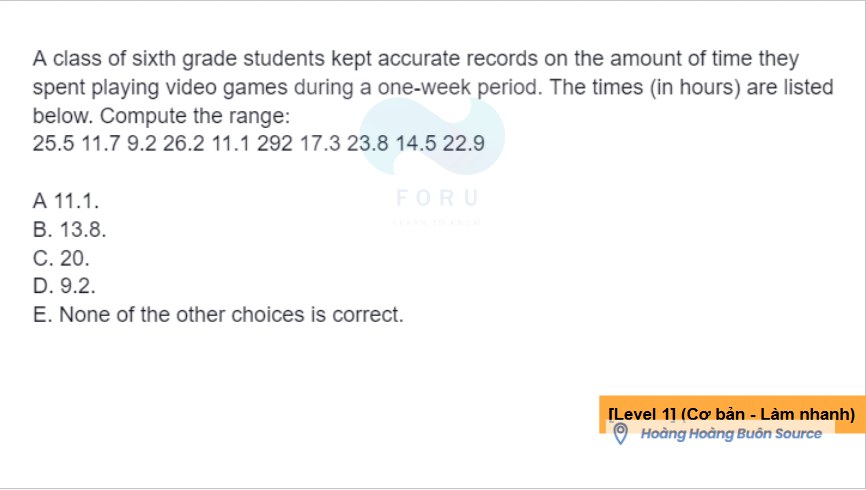 A class of sixth grade students kept accurate records on the amount of time they
spent playing video games during a one-week period. The times (in hours) are listed
below. Compute the range:
25.5 11.7 9.2 26.2 11.1 292 17.3 23.8 14.5 22.9
FORU
A 11.1.
B. 13.8.
C. 20.
D. 9.2.
E. None of the other choices is correct.
[Level 1] (Cơ bản - Làm nhanh)
Hoàng Hoàng Buôn Source